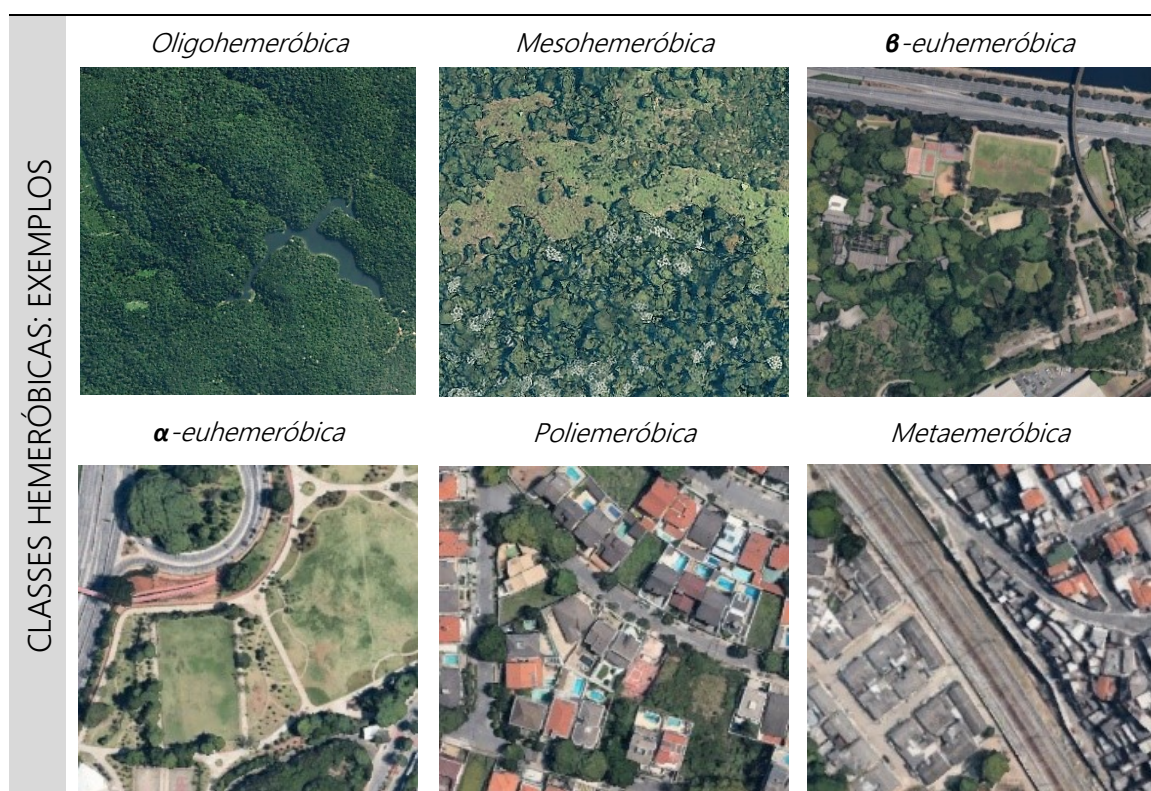 CLASSES HEMERÓBICAS: EXEMPLOS
Oligohemeróbica
Mesohemeróbica
β-euhemeróbica
α-euhemeróbica
Poliemeróbica
Metaemeróbica